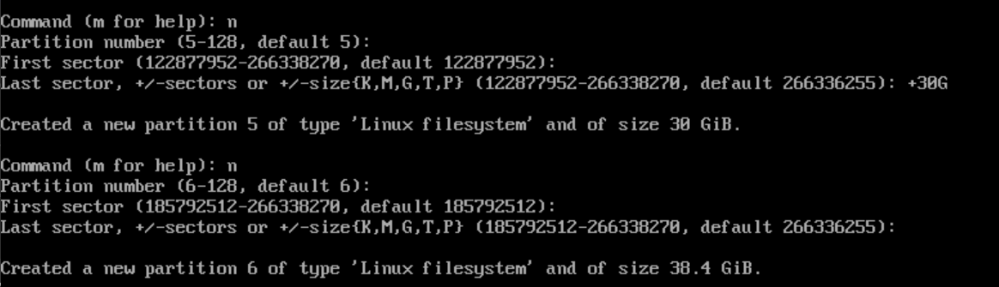 Command (m for help): n
Partition number (5-128, default 5):
First sector (122877952-266338270, default 122877952):
Last sector, +/-sectors or +/-size{K,M,G,T,P} (122877952-266338270, default 266336255): +30G
Created a new partition 5 of type 'Linux filesystem' and of size 30 GiB.
Command (m for help): n
Partition number (6-128, default 6):
First sector (185792512-266338270, default 185792512):
Last sector, +/-sectors or +/-size{K,M,G,T,P} (185792512-266338270, default 266336255):
Created a new partition 6 of type 'Linux filesystem' and of size 38.4 GiB.